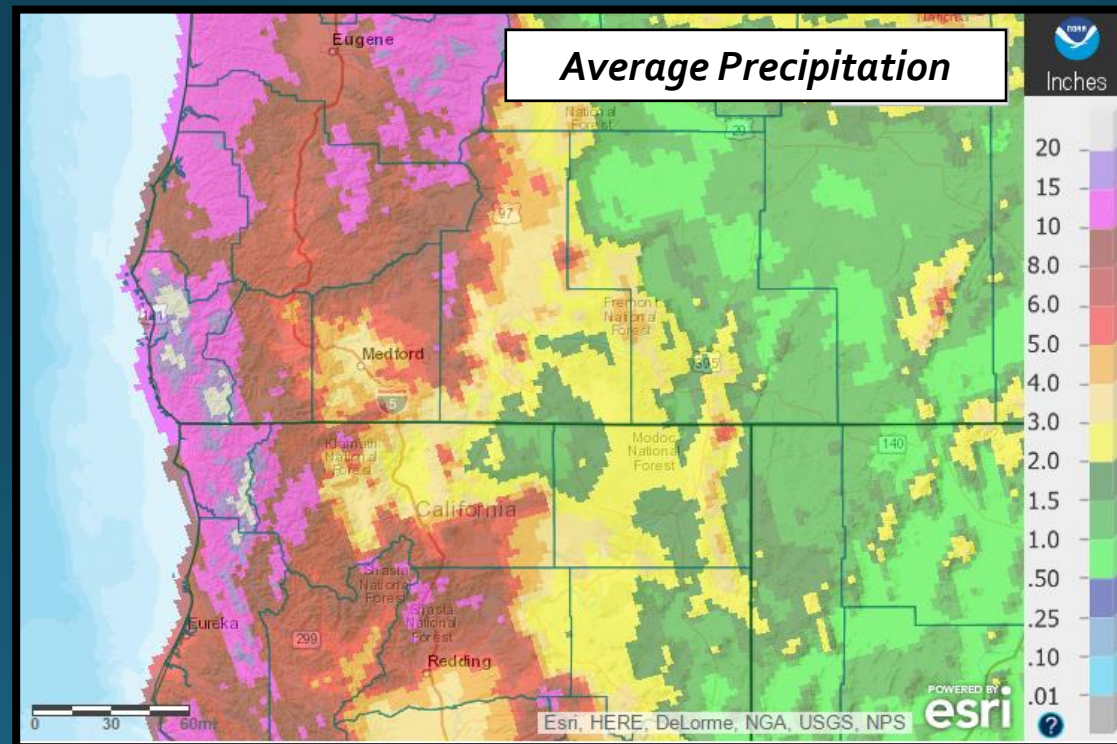 National
Eugene
Average Precipitation
NOAA
Inches
National
Forest
20
97
Fremont
National
Forest
Medford
395
5
Klamath
National
Forest
Modoc
National
Forest
140
California
Shasta
National
Forest
Shasta
National
Forest
Eureka
299
Redding
20
15
10
8.0
6.0
5.0
4.0
3.0
2.0
1.5
1.0
.50
.25
.10
.01
?
0 30 60mi
Esri, HERE, DeLorme, NGA, USGS, NPS
POWERED BY
esri